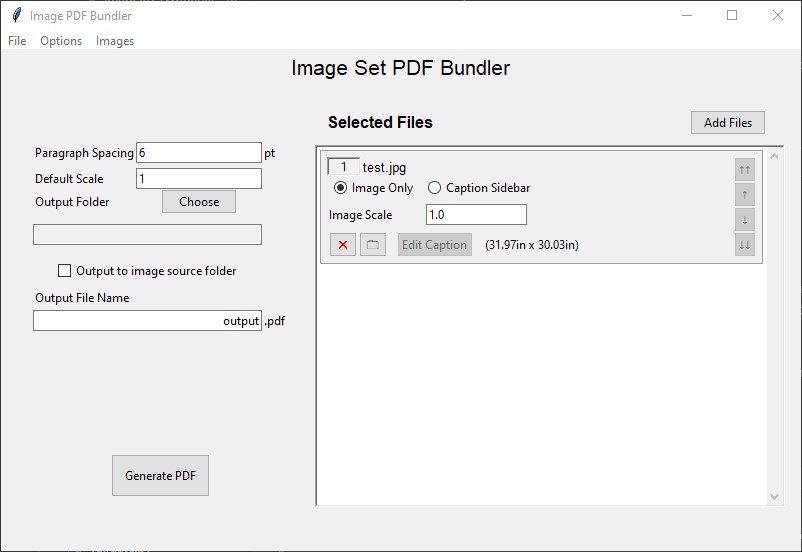 Image PDF Bundler
File Options Images
Image Set PDF Bundler
Selected Files
Add Files
Paragraph Spacing 6 pt
Default Scale 1
Output Folder Choose
Output to image source folder
Output File Name
output .pdf
Generate PDF
1 test.jpg
Image Only Caption Sidebar
Image Scale 1.0
Edit Caption (31.97in x 30.03in)